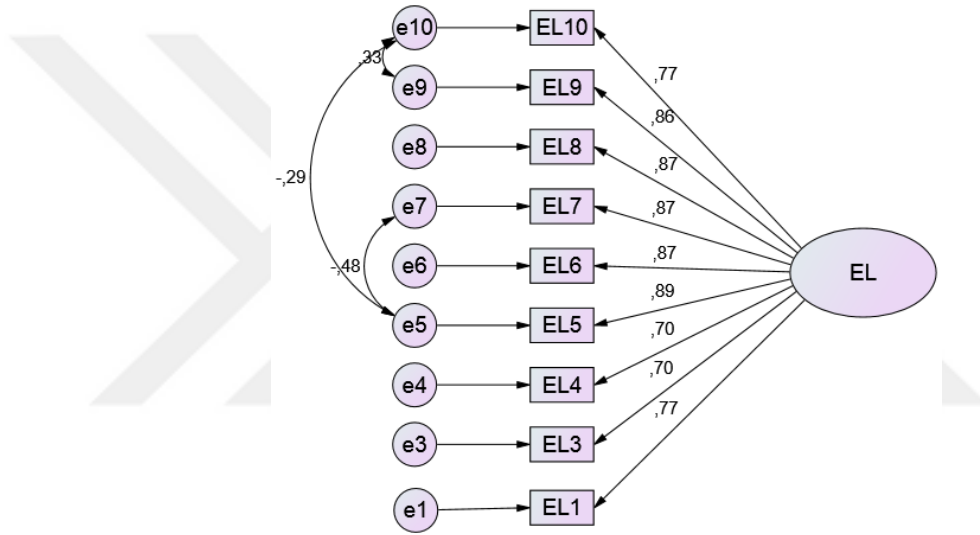 e10 EL10
,33
,77
e9 EL9
,86
e8 EL8
,87
-,29
e7 EL7
,87
-,48
e6 EL6
,87
EL
e5 EL5
,89
e4 EL4
,70
e3 EL3
,70
e1 EL1
,77